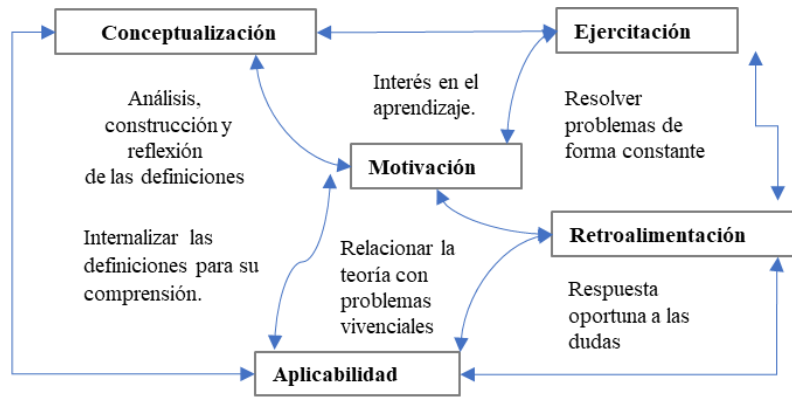 Conceptualización
Ejercitación
Análisis,
construcción y
reflexión
de las definiciones
Interés en el
aprendizaje.
Resolver
problemas de
forma constante
Motivación
Internalizar las
definiciones para su
comprensión.
Relacionar la
teoría con
problemas
vivenciales
Retroalimentación
Respuesta
oportuna a las
dudas
Aplicabilidad